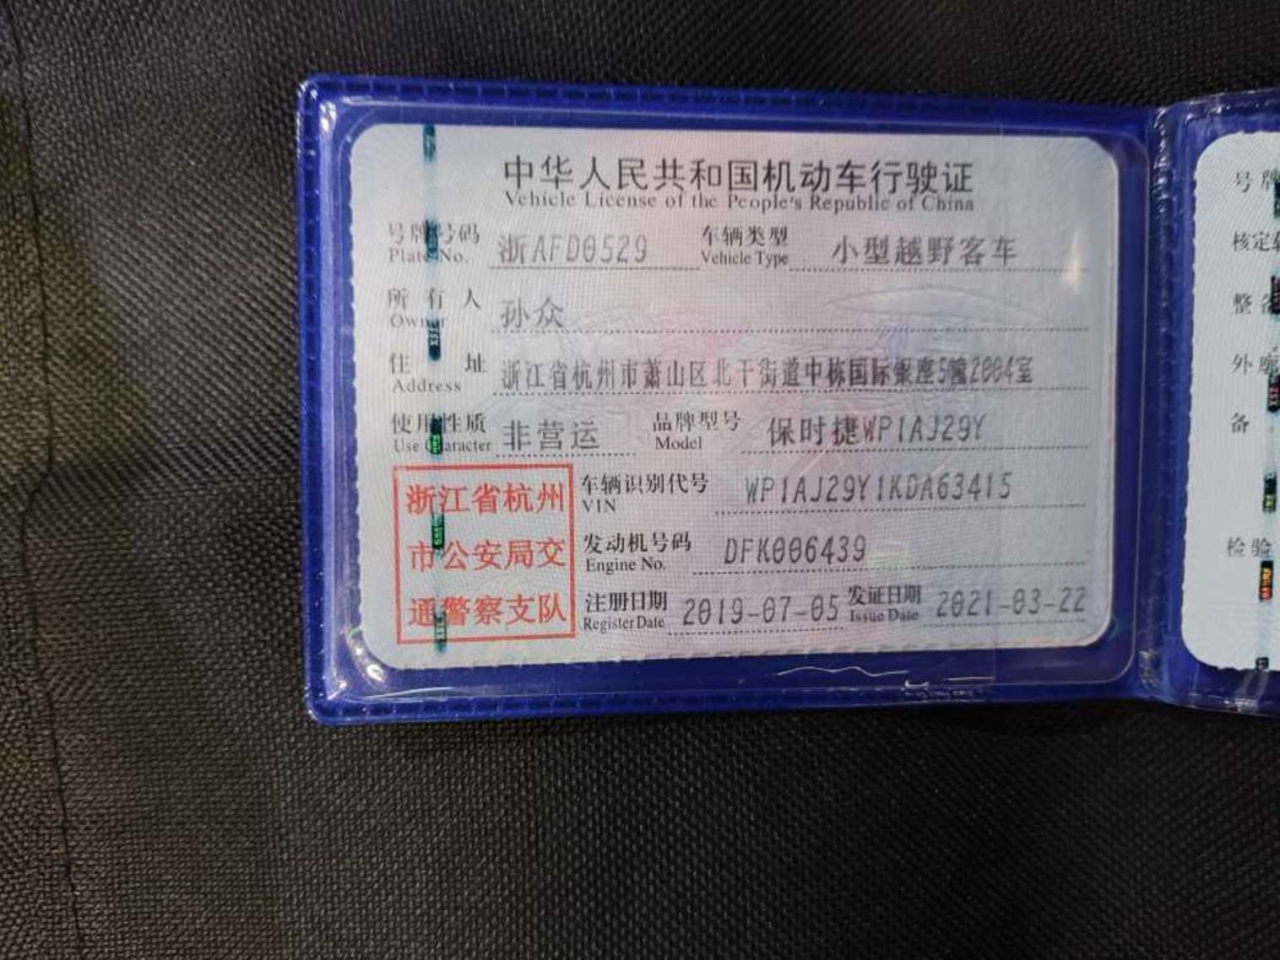 中华人民共和国机动车行驶证
Vehicle License of the People's Republic of China
号牌号码 浙AFD0529 车辆类型 小型越野客车
Plate No. Vehicle Type
所有人 孙众
Owner
住址 浙江省杭州市萧山区北干街道中栋国际银座5幢2004室
Address
使用性质 非营运 品牌型号 保时捷WP1AJ29Y
Use Character Model
浙江省杭州
市公安局交
通警察支队
车辆识别代号 WP1AJ29Y1KDA63415
VIN
发动机号码 DFK006439
Engine No.
注册日期 2019-07-05 发证日期 2021-03-22
Register Date Issue Date
号牌
核定
整备
外廓
备
检验